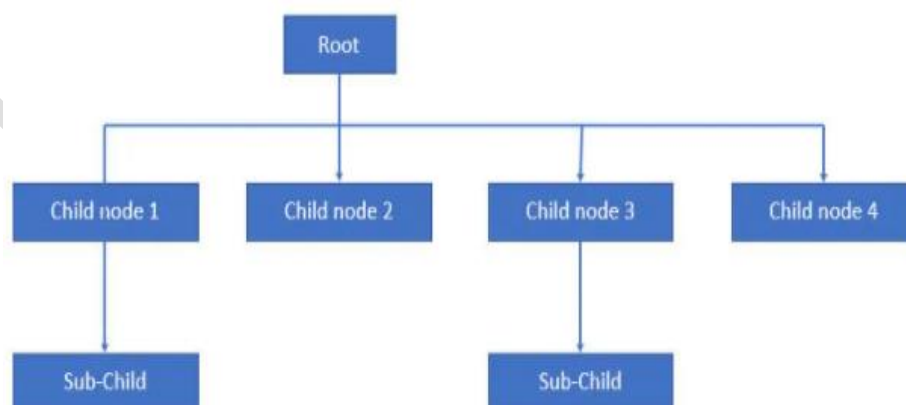 Root
Child node 1
Child node 2
Child node 3
Child node 4
Sub-Child
Sub-Child